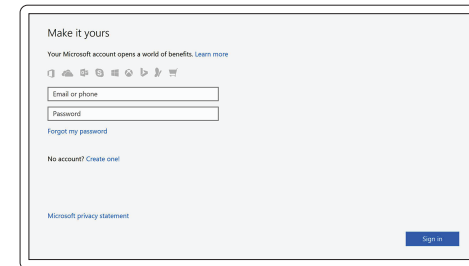 Make it yours
Your Microsoft account opens a world of benefits. Learn more
Email or phone
Password
Forgot my password
No account? Create one!
Microsoft privacy statement
Sign in